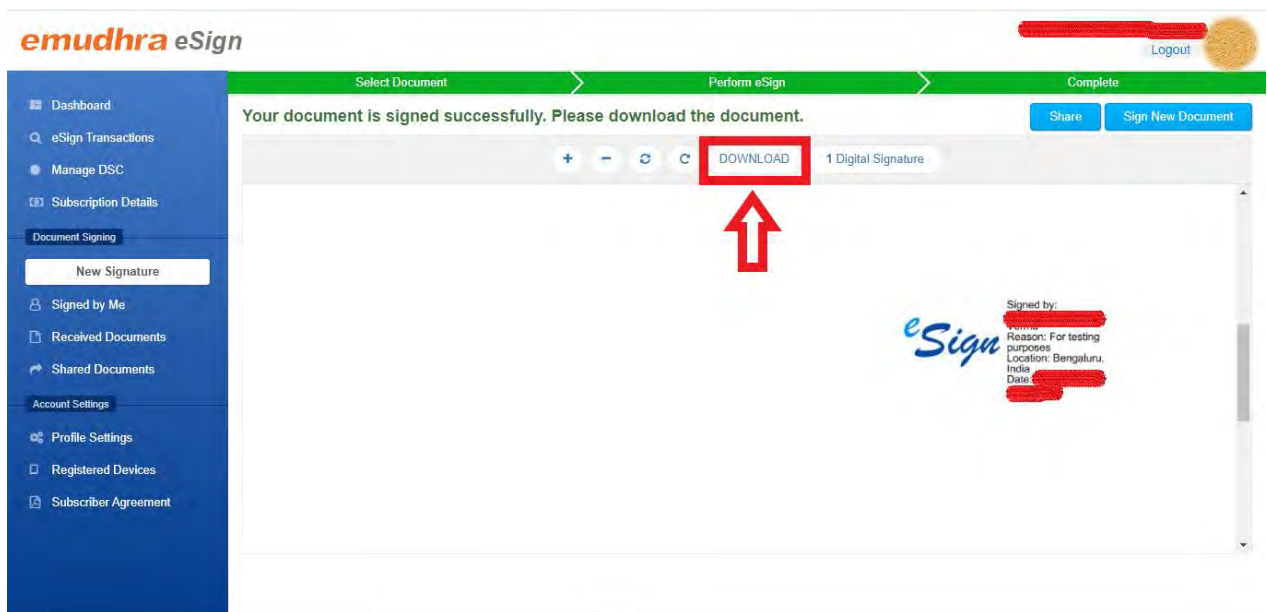 emudhra eSign
Logout
Select Document
Perform eSign
Complete
Dashboard
eSign Transactions
Manage DSC
Subscription Details
Document Signing
New Signature
Signed by Me
Received Documents
Shared Documents
Account Settings
Profile Settings
Registered Devices
Subscriber Agreement
Your document is signed successfully. Please download the document.
Share
Sign New Document
+ - DOWNLOAD 1 Digital Signature
eSign
Signed by:
Reason: For testing
purposes
Location: Bengaluru,
India
Date: